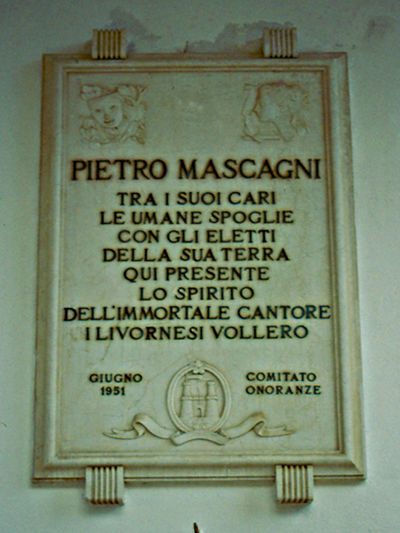 PIETRO MASCAGNI
TRA I SUOI CARI
LE UMANE SPOGLIE
CON GLI ELETTI
DELLA SUA TERRA
QUI PRESENTE
LO SPIRITO
DELL'IMMORTALE CANTORE
I LIVORNESI VOLLERO
GIUGNO
1951
COMITATO
ONORANZE